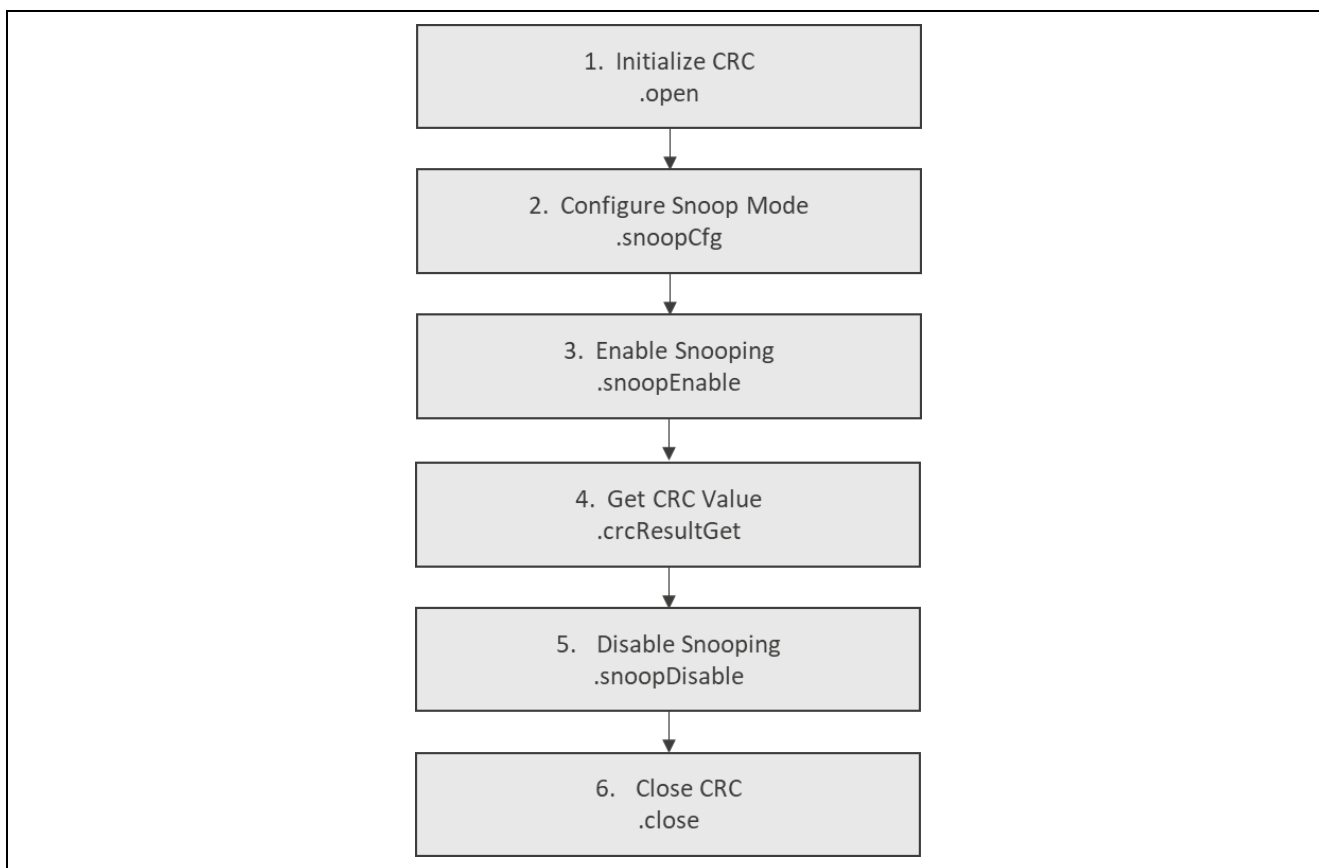 1. Initialize CRC
.open
2. Configure Snoop Mode
.snoopCfg
3. Enable Snooping
.snoopEnable
4. Get CRC Value
.crcResultGet
5. Disable Snooping
.snoopDisable
6. Close CRC
.close